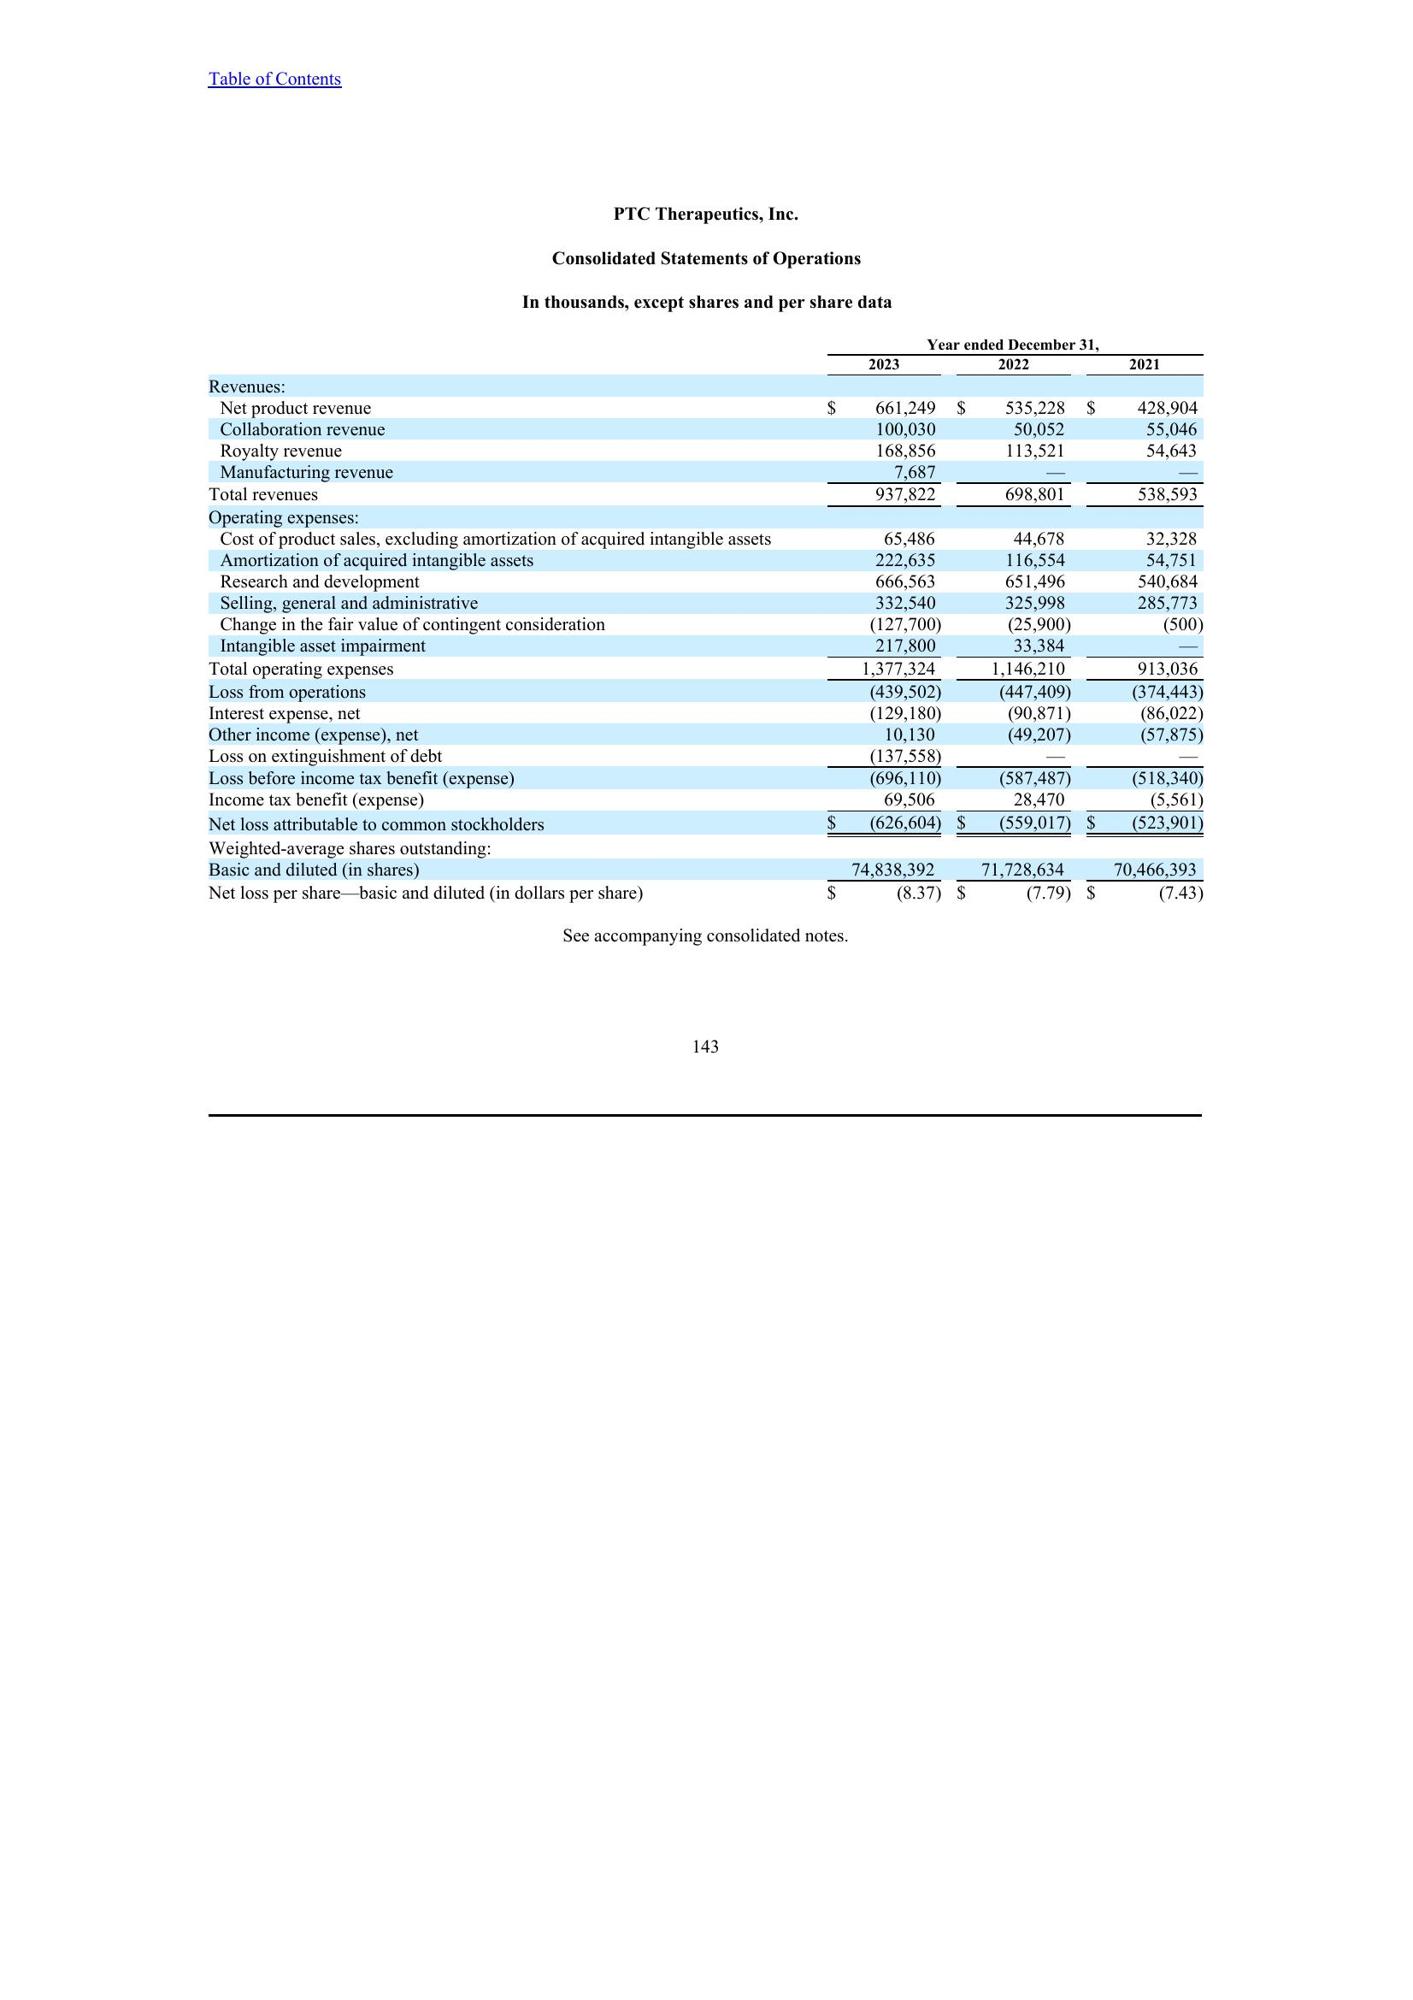 Table of Contents
PTC Therapeutics, Inc.
Consolidated Statements of Operations
In thousands, except shares and per share data
Year ended December 31,
2023 2022 2021
Revenues:
Net product revenue $ 661,249 $ 535,228 $ 428,904
Collaboration revenue 100,030 50,052 55,046
Royalty revenue 168,856 113,521 54,643
Manufacturing revenue 7,687 — —
Total revenues 937,822 698,801 538,593
Operating expenses:
Cost of product sales, excluding amortization of acquired intangible assets 65,486 44,678 32,328
Amortization of acquired intangible assets 222,635 116,554 54,751
Research and development 666,563 651,496 540,684
Selling, general and administrative 332,540 325,998 285,773
Change in the fair value of contingent consideration (127,700) (25,900) (500)
Intangible asset impairment 217,800 33,384 —
Total operating expenses 1,377,324 1,146,210 913,036
Loss from operations (439,502) (447,409) (374,443)
Interest expense, net (129,180) (90,871) (86,022)
Other income (expense), net 10,130 (49,207) (57,875)
Loss on extinguishment of debt (137,558) — —
Loss before income tax benefit (expense) (696,110) (587,487) (518,340)
Income tax benefit (expense) 69,506 28,470 (5,561)
Net loss attributable to common stockholders $ (626,604) $ (559,017) $ (523,901)
Weighted-average shares outstanding:
Basic and diluted (in shares) 74,838,392 71,728,634 70,466,393
Net loss per share—basic and diluted (in dollars per share) $ (8.37) $ (7.79) $ (7.43)
See accompanying consolidated notes.
143